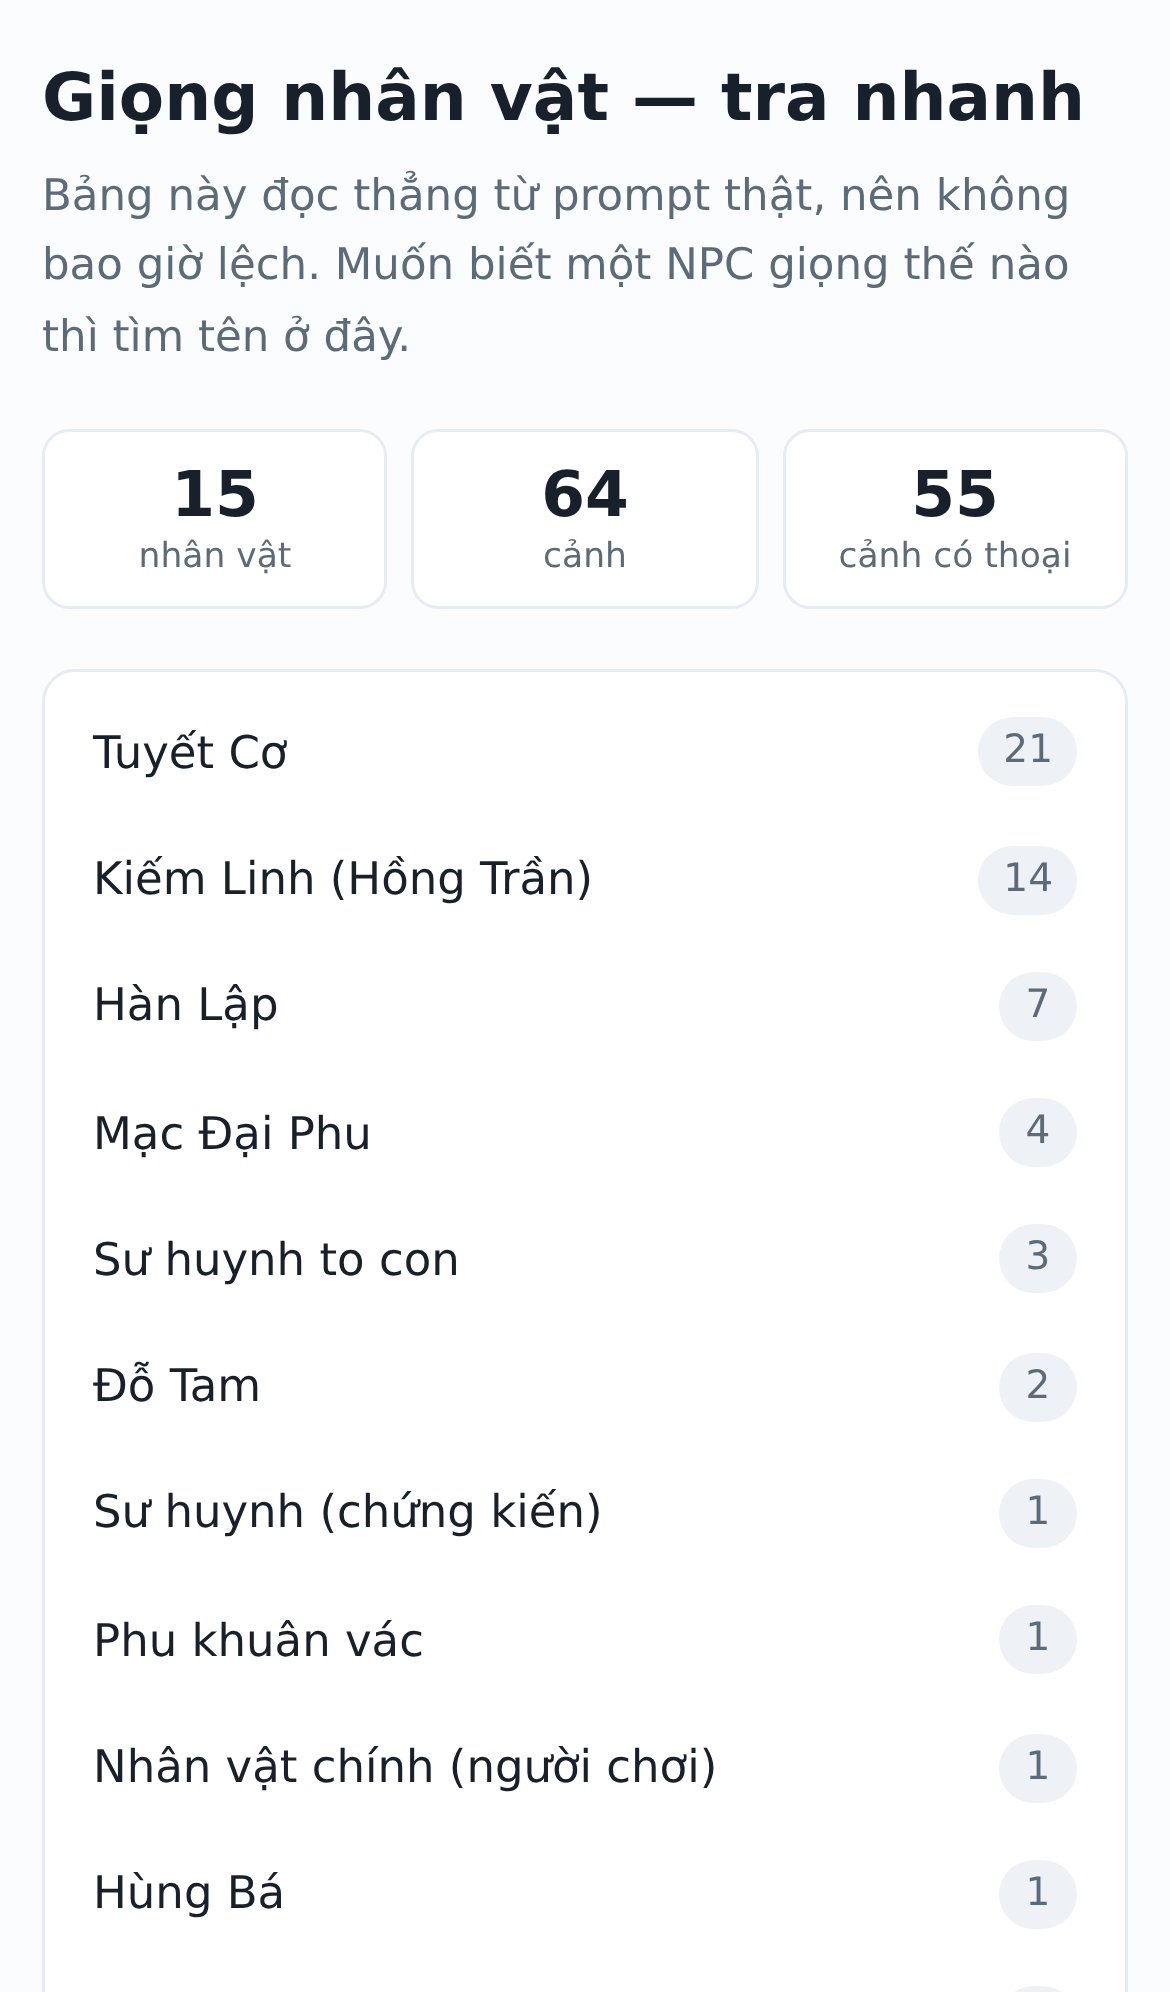 Giọng nhân vật — tra nhanh
Bảng này đọc thẳng từ prompt thật, nên không
bao giờ lệch. Muốn biết một NPC giọng thế nào
thì tìm tên ở đây.
15 64 55
nhân vật cảnh cảnh có thoại
Tuyết Cơ 21
Kiếm Linh (Hồng Trần) 14
Hàn Lập 7
Mạc Đại Phu 4
Sư huynh to con 3
Đỗ Tam 2
Sư huynh (chứng kiến) 1
Phu khuân vác 1
Nhân vật chính (người chơi) 1
Hùng Bá 1